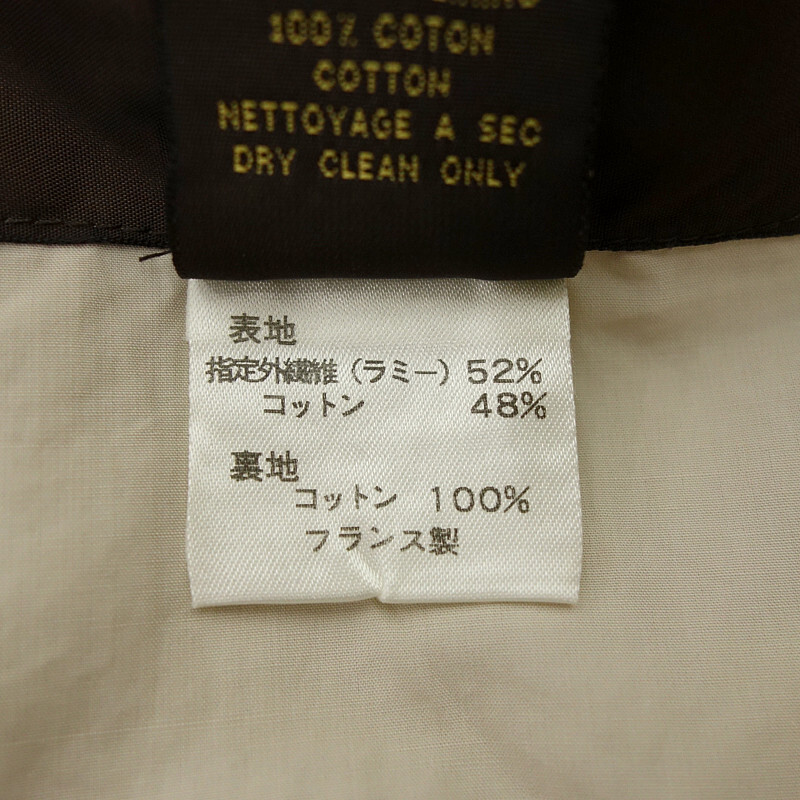 100% COTON
COTTON
NETTOYAGE A SEC
DRY CLEAN ONLY
表地
指定外繊維（ラミー）52%
コットン 48%
裏地
コットン 100%
フランス製